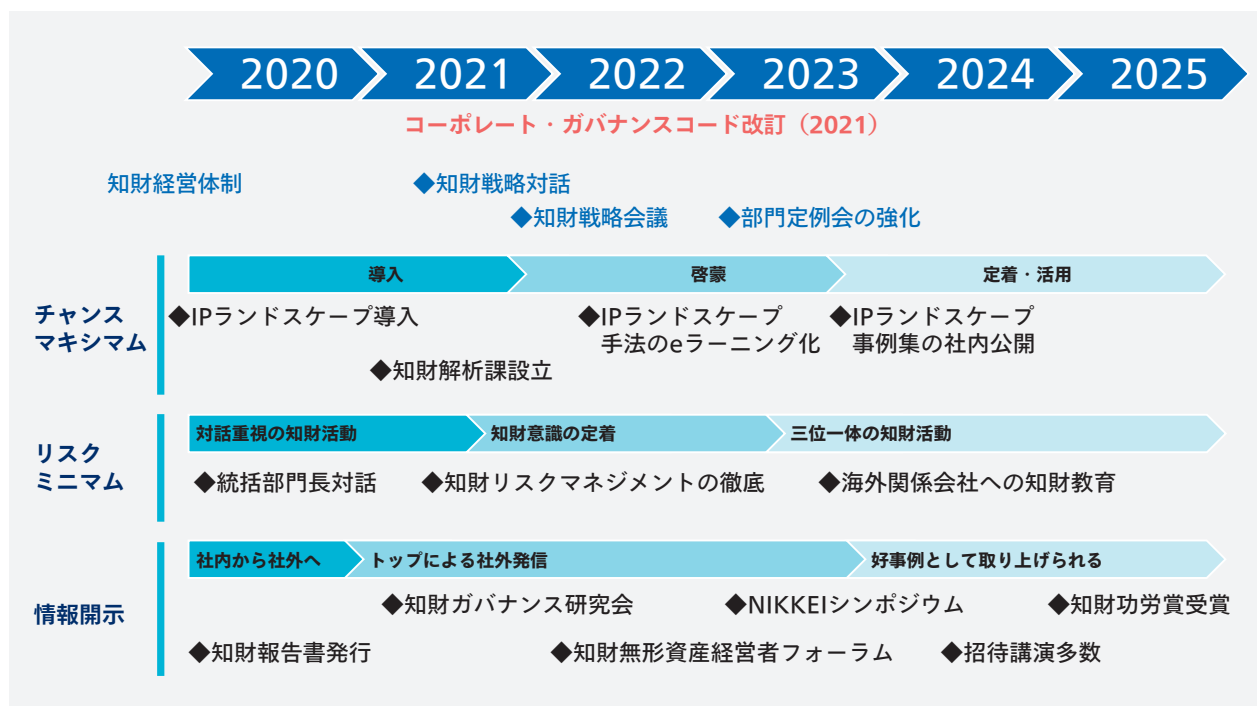 2020 2021 2022 2023 2024 2025
コーポレート・ガバナンスコード改訂（2021）
知財経営体制
◆知財戦略対話
◆知財戦略会議
◆部門定例会の強化
チャンス
マキシマム
導入
啓蒙
定着・活用
◆IPランドスケープ導入
◆知財解析課設立
◆IPランドスケープ
手法のeラーニング化
◆IPランドスケープ
事例集の社内公開
リスク
ミニマム
対話重視の知財活動
知財意識の定着
三位一体の知財活動
◆統括部門長対話
◆知財リスクマネジメントの徹底
◆海外関係会社への知財教育
情報開示
社内から社外へ
トップによる社外発信
好事例として取り上げられる
◆知財ガバナンス研究会
◆NIKKEIシンポジウム
◆知財功労賞受賞
◆知財報告書発行
◆知財無形資産経営者フォーラム
◆招待講演多数